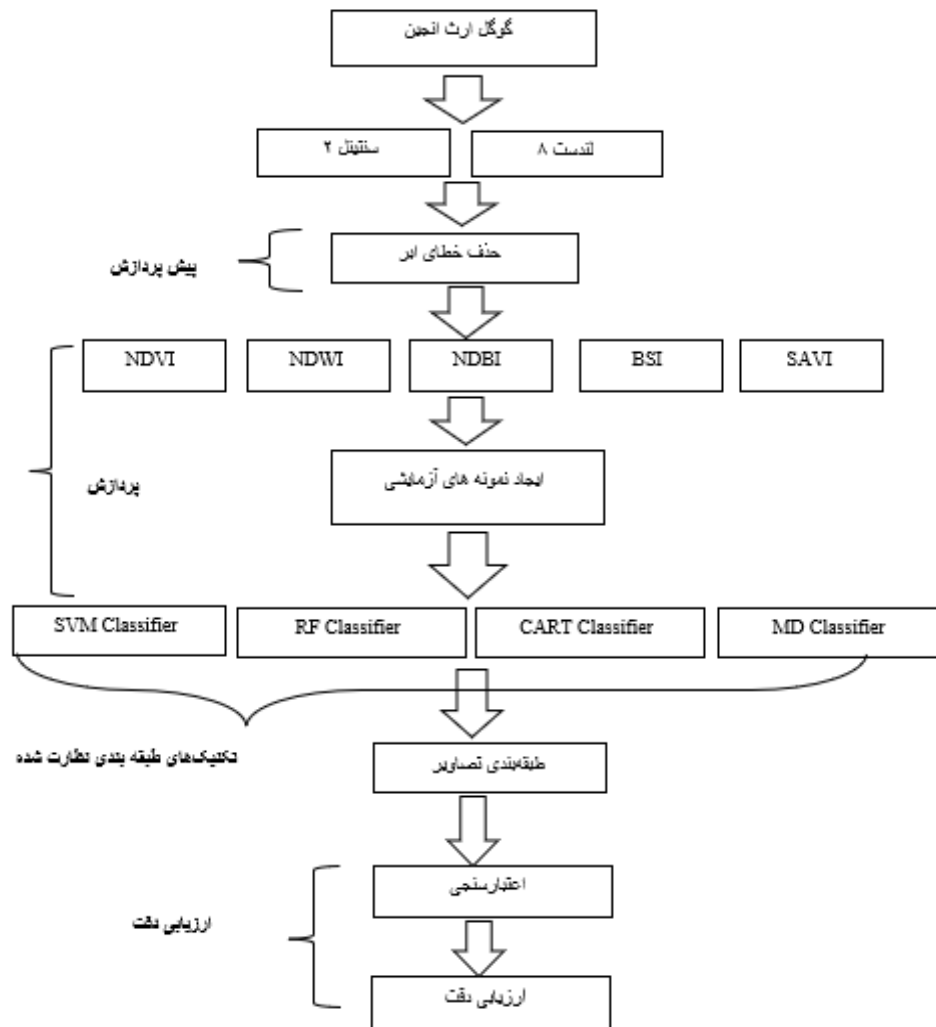 گوگل ارث انجین
لندست ۸
سنتینل ۲
حذف خطای ابر
پیش پردازش
NDVI
NDWI
NDBI
BSI
SAVI
ایجاد نمونه های آزمایشی
پردازش
SVM Classifier
RF Classifier
CART Classifier
MD Classifier
تکنیک‌های طبقه بندی نظارت شده
طبقه‌بندی تصاویر
اعتبارسنجی
ارزیابی دقت
ارزیابی دقت